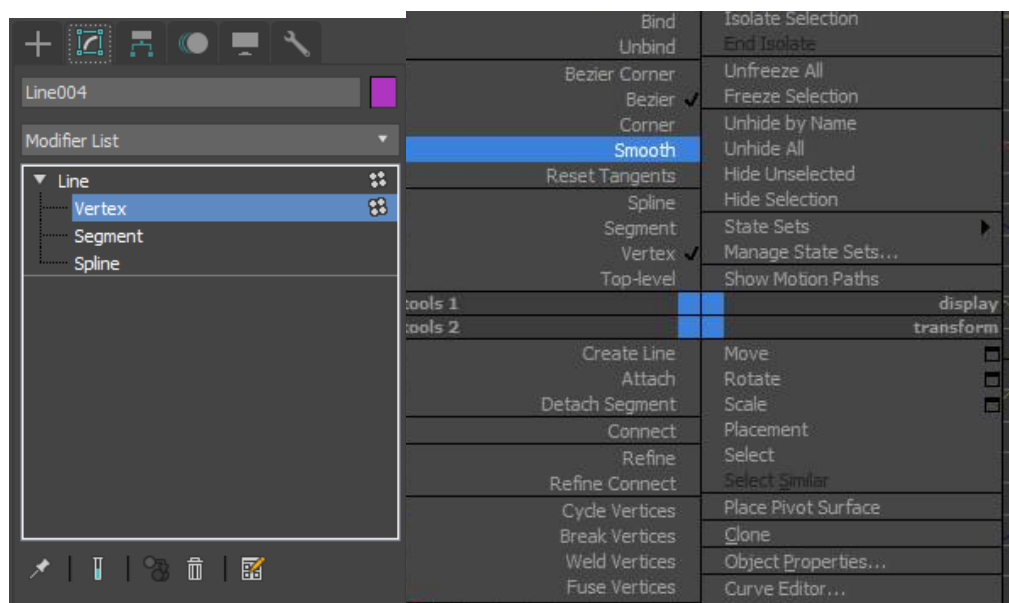 Line004
Modifier List
Line
Vertex
Segment
Spline
Bind
Unbind
Bezier Corner
Bezier
Corner
Smooth
Reset Tangents
Spline
Segment
Vertex
Top-level
tools 1
tools 2
Create Line
Attach
Detach Segment
Connect
Refine
Refine Connect
Cycle Vertices
Break Vertices
Weld Vertices
Fuse Vertices
Isolate Selection
End Isolate
Unfreeze All
Freeze Selection
Unhide by Name
Unhide All
Hide Unselected
Hide Selection
State Sets
Manage State Sets...
Show Motion Paths
display
transform
Move
Rotate
Scale
Placement
Select
Select Similar
Place Pivot Surface
Clone
Object Properties...
Curve Editor...